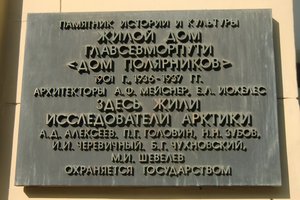 ПАМЯТНИК ИСТОРИИ И КУЛЬТУРЫ
ЖИЛОЙ ДОМ
ГЛАВСЕВМОРПУТИ
<ДОМ ПОЛЯРНИКОВ>
1901 Г., 1936-1937 ГГ.
АРХИТЕКТОРЫ А.Ф. МЕЙСНЕР, Е.Л. ИОХЕЛЕС
ЗДЕСЬ ЖИЛИ
ИССЛЕДОВАТЕЛИ АРКТИКИ
А.Д. АЛЕКСЕЕВ, П.Г. ГОЛОВИН, Н.Н. ЗУБОВ,
И.И. ЧЕРЕВИЧНЫЙ, Б.Г. ЧУХНОВСКИЙ,
М.И. ШЕВЕЛЕВ
ОХРАНЯЕТСЯ ГОСУДАРСТВОМ